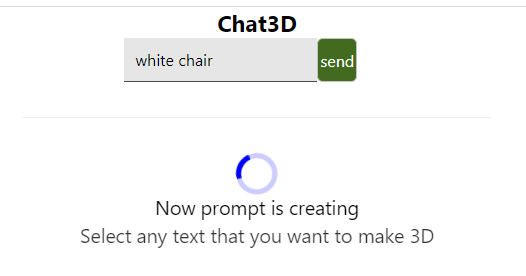 Chat3D
white chair
send
Now prompt is creating
Select any text that you want to make 3D